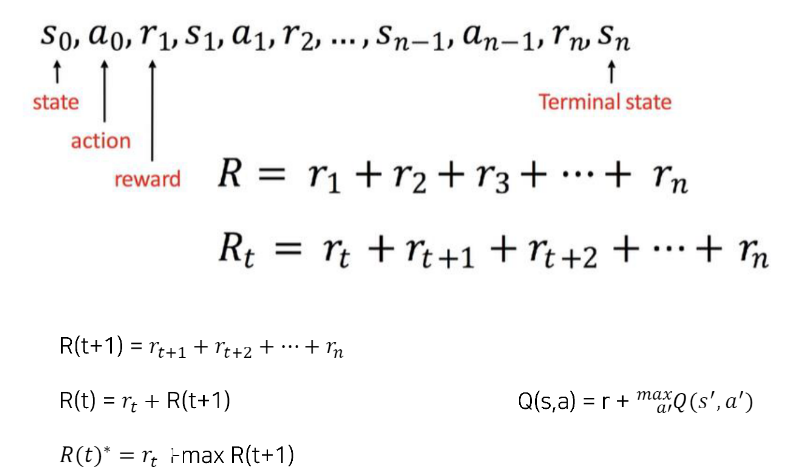 s₀, a₀, r₁, s₁, a₁, r₂, ..., sₙ₋₁, aₙ₋₁, rₙ, sₙ
state
Terminal state
action
reward
R = r₁ + r₂ + r₃ + ⋯ + rₙ
Rₜ = rₜ + rₜ₊₁ + rₜ₊₂ + ⋯ + rₙ
R(t+1) = rₜ₊₁ + rₜ₊₂ + ⋯ + rₙ
R(t) = rₜ + R(t+1)
Q(s,a) = r + max a′ Q(s′, a′)
R(t)* = rₜ +max R(t+1)